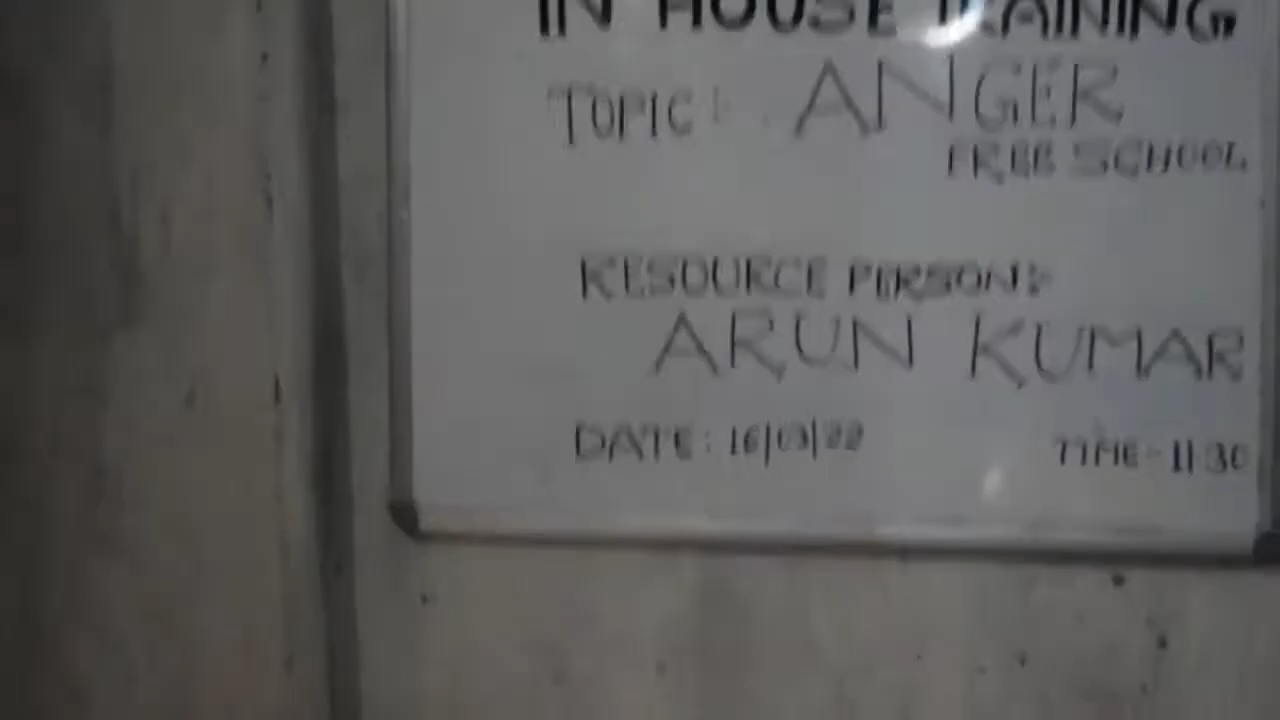 IN HOUSE TRAINING
TOPIC: ANGER
FREE SCHOOL
RESOURCE PERSON:
ARUN KUMAR
DATE: 16/03/22 TIME-11:30